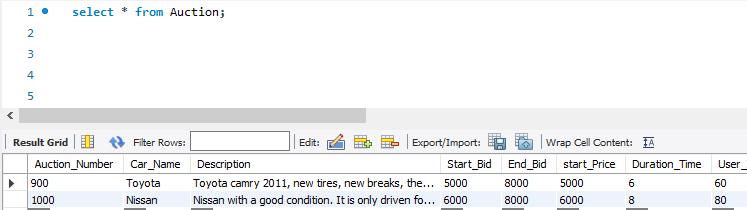 1 select * from Auction;
2
3
4
5
Result Grid Filter Rows: Edit: Export/Import: Wrap Cell Content:
Auction_Number Car_Name Description Start_Bid End_Bid start_Price Duration_Time User_
900 Toyota Toyota camry 2011, new tires, new breaks, the... 5000 8000 5000 6 60
1000 Nissan Nissan with a good condition. It is only driven fo... 6000 8000 6000 8 80